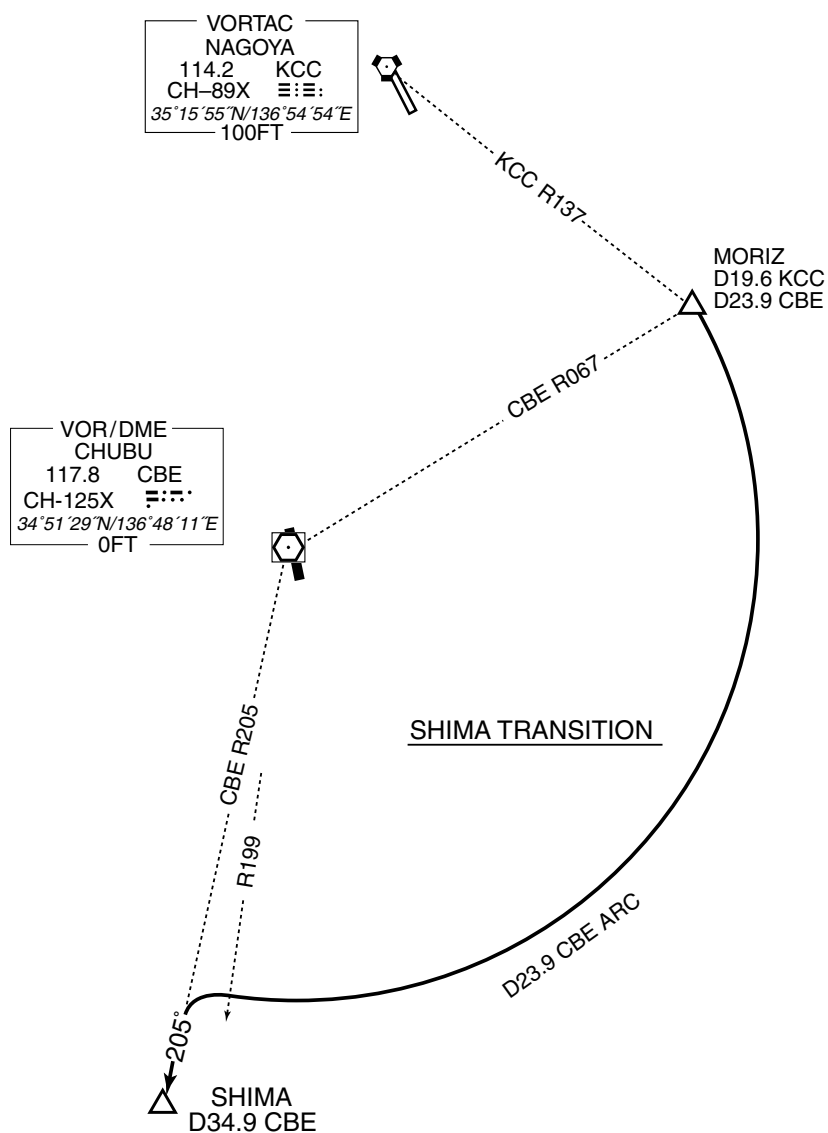 VORTAC
NAGOYA
114.2 KCC
CH–89X
35°15´55˝N/136°54´54˝E
100FT
KCC R137
MORIZ
D19.6 KCC
D23.9 CBE
CBE R067
VOR/DME
CHUBU
117.8 CBE
CH-125X
34°51´29˝N/136°48´11˝E
0FT
SHIMA TRANSITION
CBE R205
R199
D23.9 CBE ARC
205°
SHIMA
D34.9 CBE